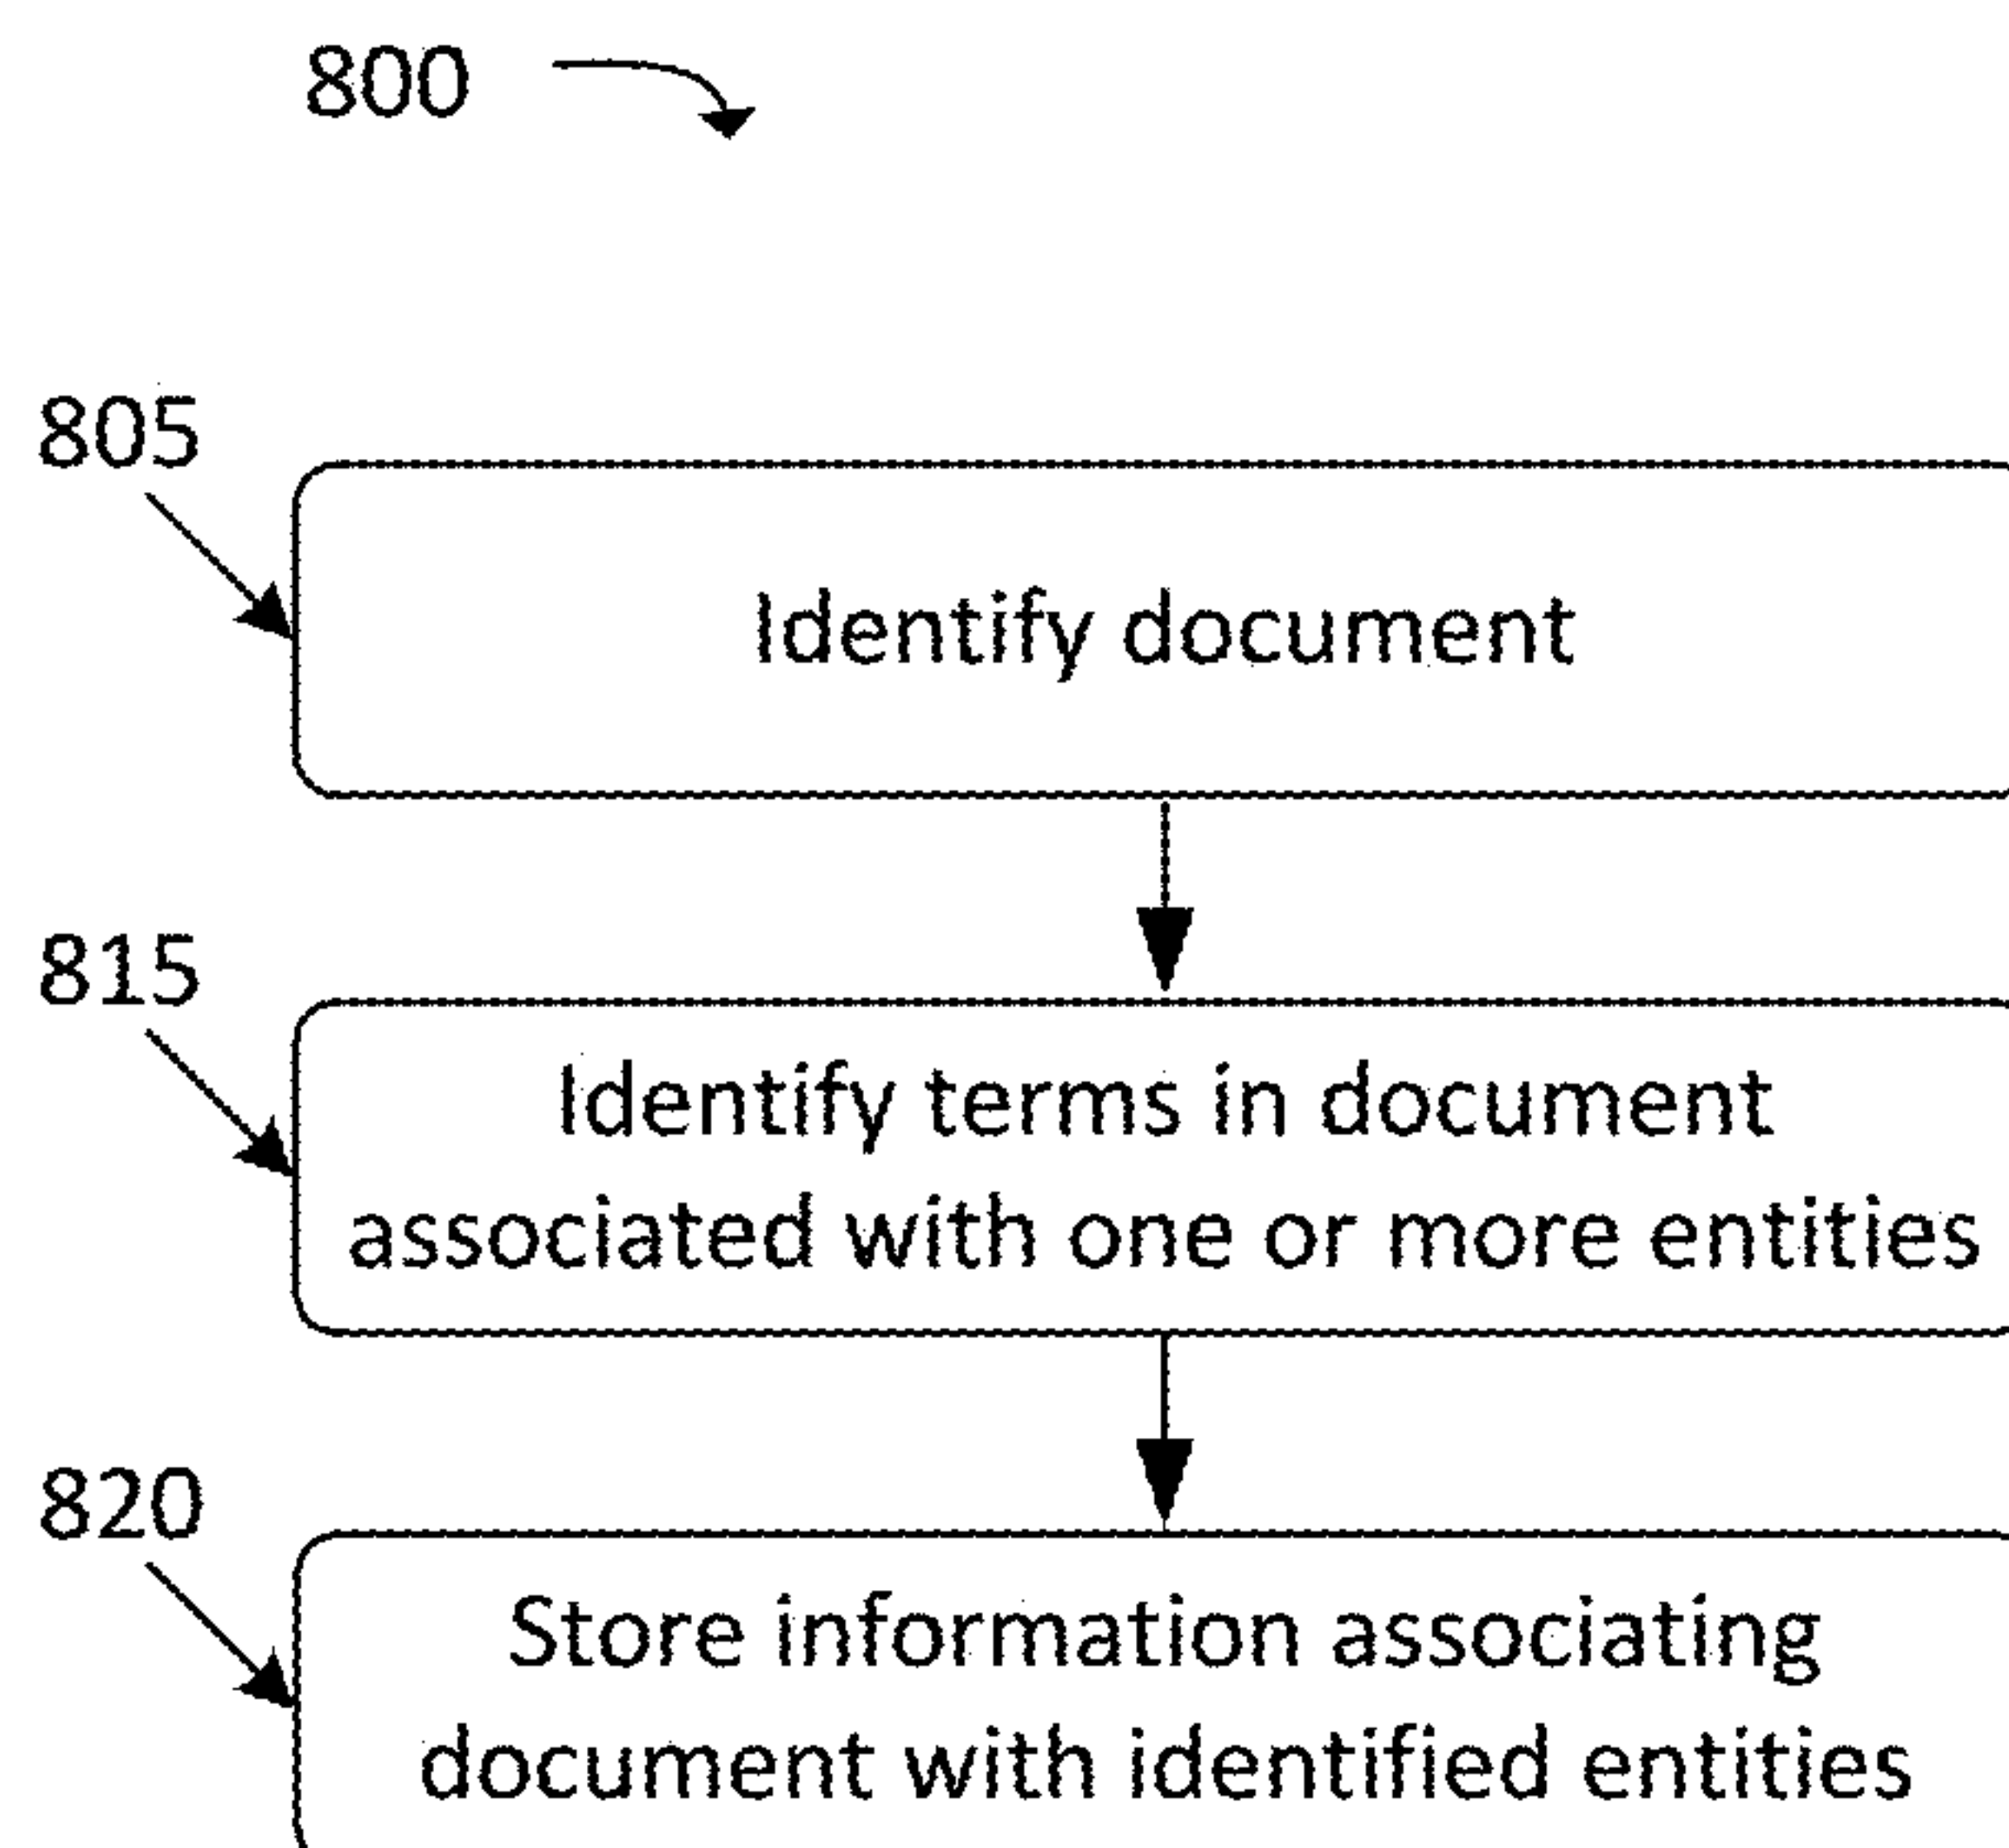 800
805
Identify document
815
Identify terms in document
associated with one or more entities
820
Store information associating
document with identified entities